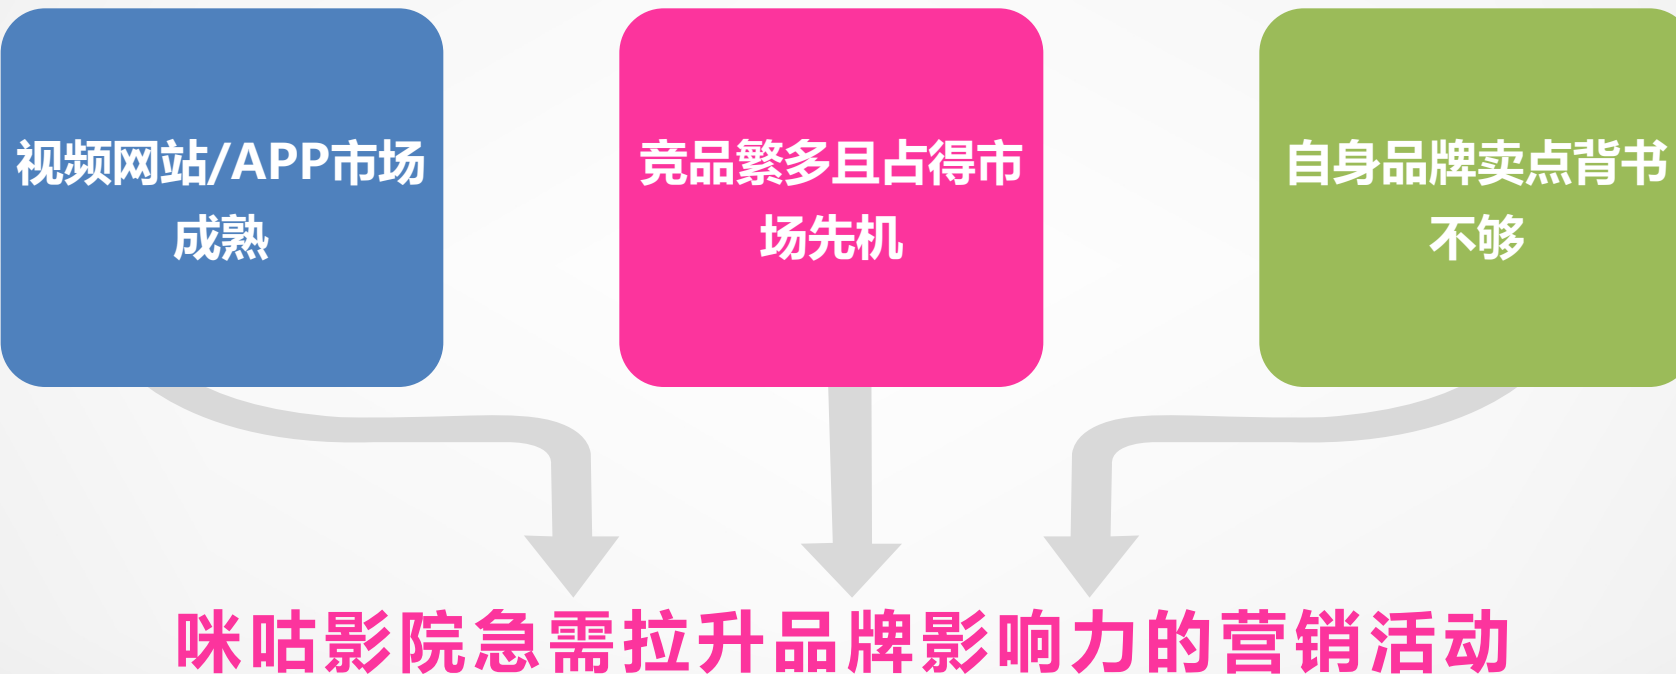 视频网站/APP市场
成熟
竞品繁多且占得市
场先机
自身品牌卖点背书
不够
咪咕影院急需拉升品牌影响力的营销活动